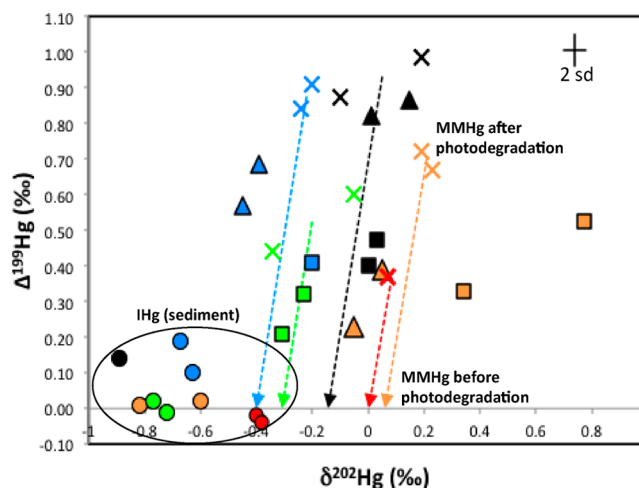 1.10
1.00
0.90
0.80
0.70
0.60
0.50
0.40
0.30
0.20
0.10
0.00
-0.10
Δ¹⁹⁹Hg (‰)
2 sd
MMHg after
photodegradation
IHg (sediment)
MMHg before
photodegradation
-1 -0.8 -0.6 -0.4 -0.2 0 0.2 0.4 0.6 0.8
δ²⁰²Hg (‰)